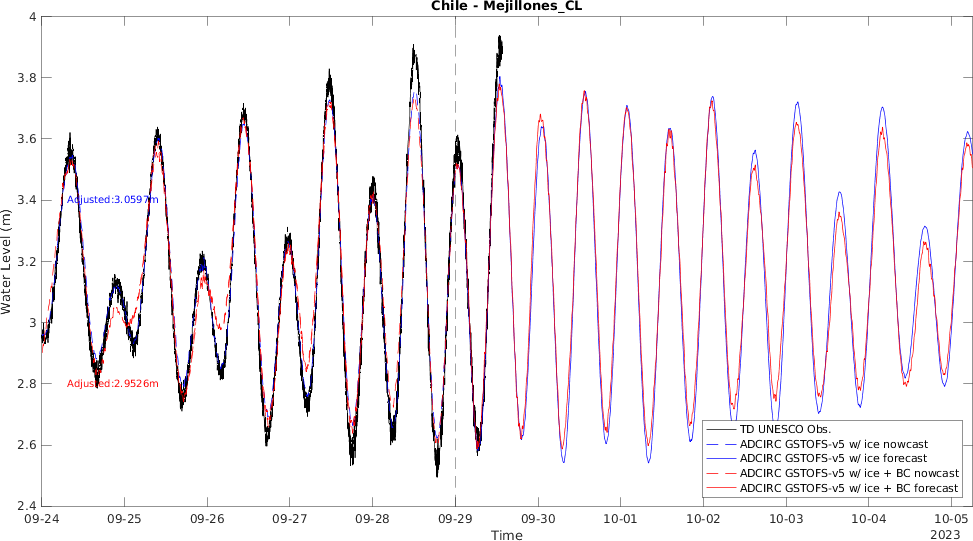 Chile - Mejillones_CL
4
3.8
3.6
3.4
3.2
3
2.8
2.6
2.4
Water Level (m)
Adjusted:3.0597m
Adjusted:2.9526m
TD UNESCO Obs.
ADCIRC GSTOFS-v5 w/ ice nowcast
ADCIRC GSTOFS-v5 w/ ice forecast
ADCIRC GSTOFS-v5 w/ ice + BC nowcast
ADCIRC GSTOFS-v5 w/ ice + BC forecast
09-24 09-25 09-26 09-27 09-28 09-29 09-30 10-01 10-02 10-03 10-04 10-05
Time
2023